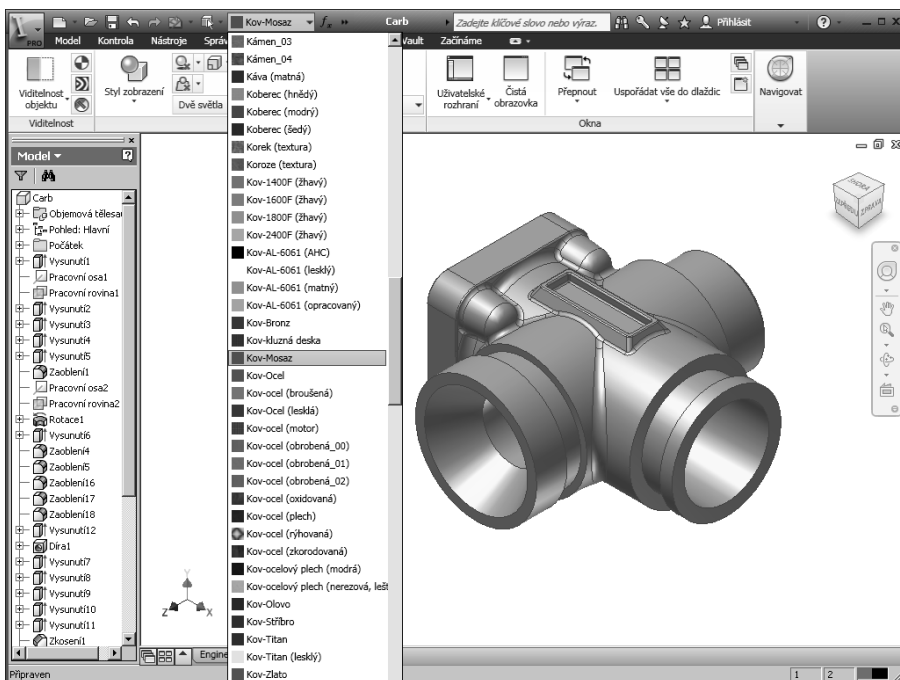 Kov-Mosaz
Carb
Zadejte klíčové slovo nebo výraz.
Přihlásit
PRO
Model
Kontrola
Nástroje
Sprá
Vault
Začínáme
Viditelnost
objektu
Styl zobrazení
Dvě světla
Uživatelské
rozhraní
Čistá
obrazovka
Přepnout
Uspořádat vše do dlaždic
Navigovat
Viditelnost
Okna
Model
Carb
Objemová tělesa
Pohled: Hlavní
Počátek
Vysunutí1
Pracovní osa1
Pracovní rovina1
Vysunutí2
Vysunutí3
Vysunutí4
Vysunutí5
Zaoblení1
Pracovní osa2
Pracovní rovina2
Rotace1
Vysunutí6
Zaoblení4
Zaoblení5
Zaoblení16
Zaoblení17
Zaoblení18
Vysunutí12
Díra1
Vysunutí7
Vysunutí8
Vysunutí9
Vysunutí10
Vysunutí11
Zkosení1
Kámen_03
Kámen_04
Káva (matná)
Koberec (hnědý)
Koberec (modrý)
Koberec (šedý)
Korek (textura)
Koroze (textura)
Kov-1400F (žhavý)
Kov-1600F (žhavý)
Kov-1800F (žhavý)
Kov-2400F (žhavý)
Kov-AL-6061 (AHC)
Kov-AL-6061 (lesklý)
Kov-AL-6061 (matný)
Kov-AL-6061 (opracovaný)
Kov-Bronz
Kov-kluzná deska
Kov-Mosaz
Kov-Ocel
Kov-ocel (broušená)
Kov-Ocel (lesklá)
Kov-ocel (motor)
Kov-ocel (obrobená_00)
Kov-ocel (obrobená_01)
Kov-ocel (obrobená_02)
Kov-ocel (oxidovaná)
Kov-ocel (plech)
Kov-ocel (rýhovaná)
Kov-ocel (zkorodovaná)
Kov-ocelový plech (modrá)
Kov-ocelový plech (nerezová, lešt
Kov-Olovo
Kov-Stříbro
Kov-Titan
Kov-Titan (lesklý)
Kov-Zlato
ZPRAVA
Y
Z
X
Engine
Připraven
1
2